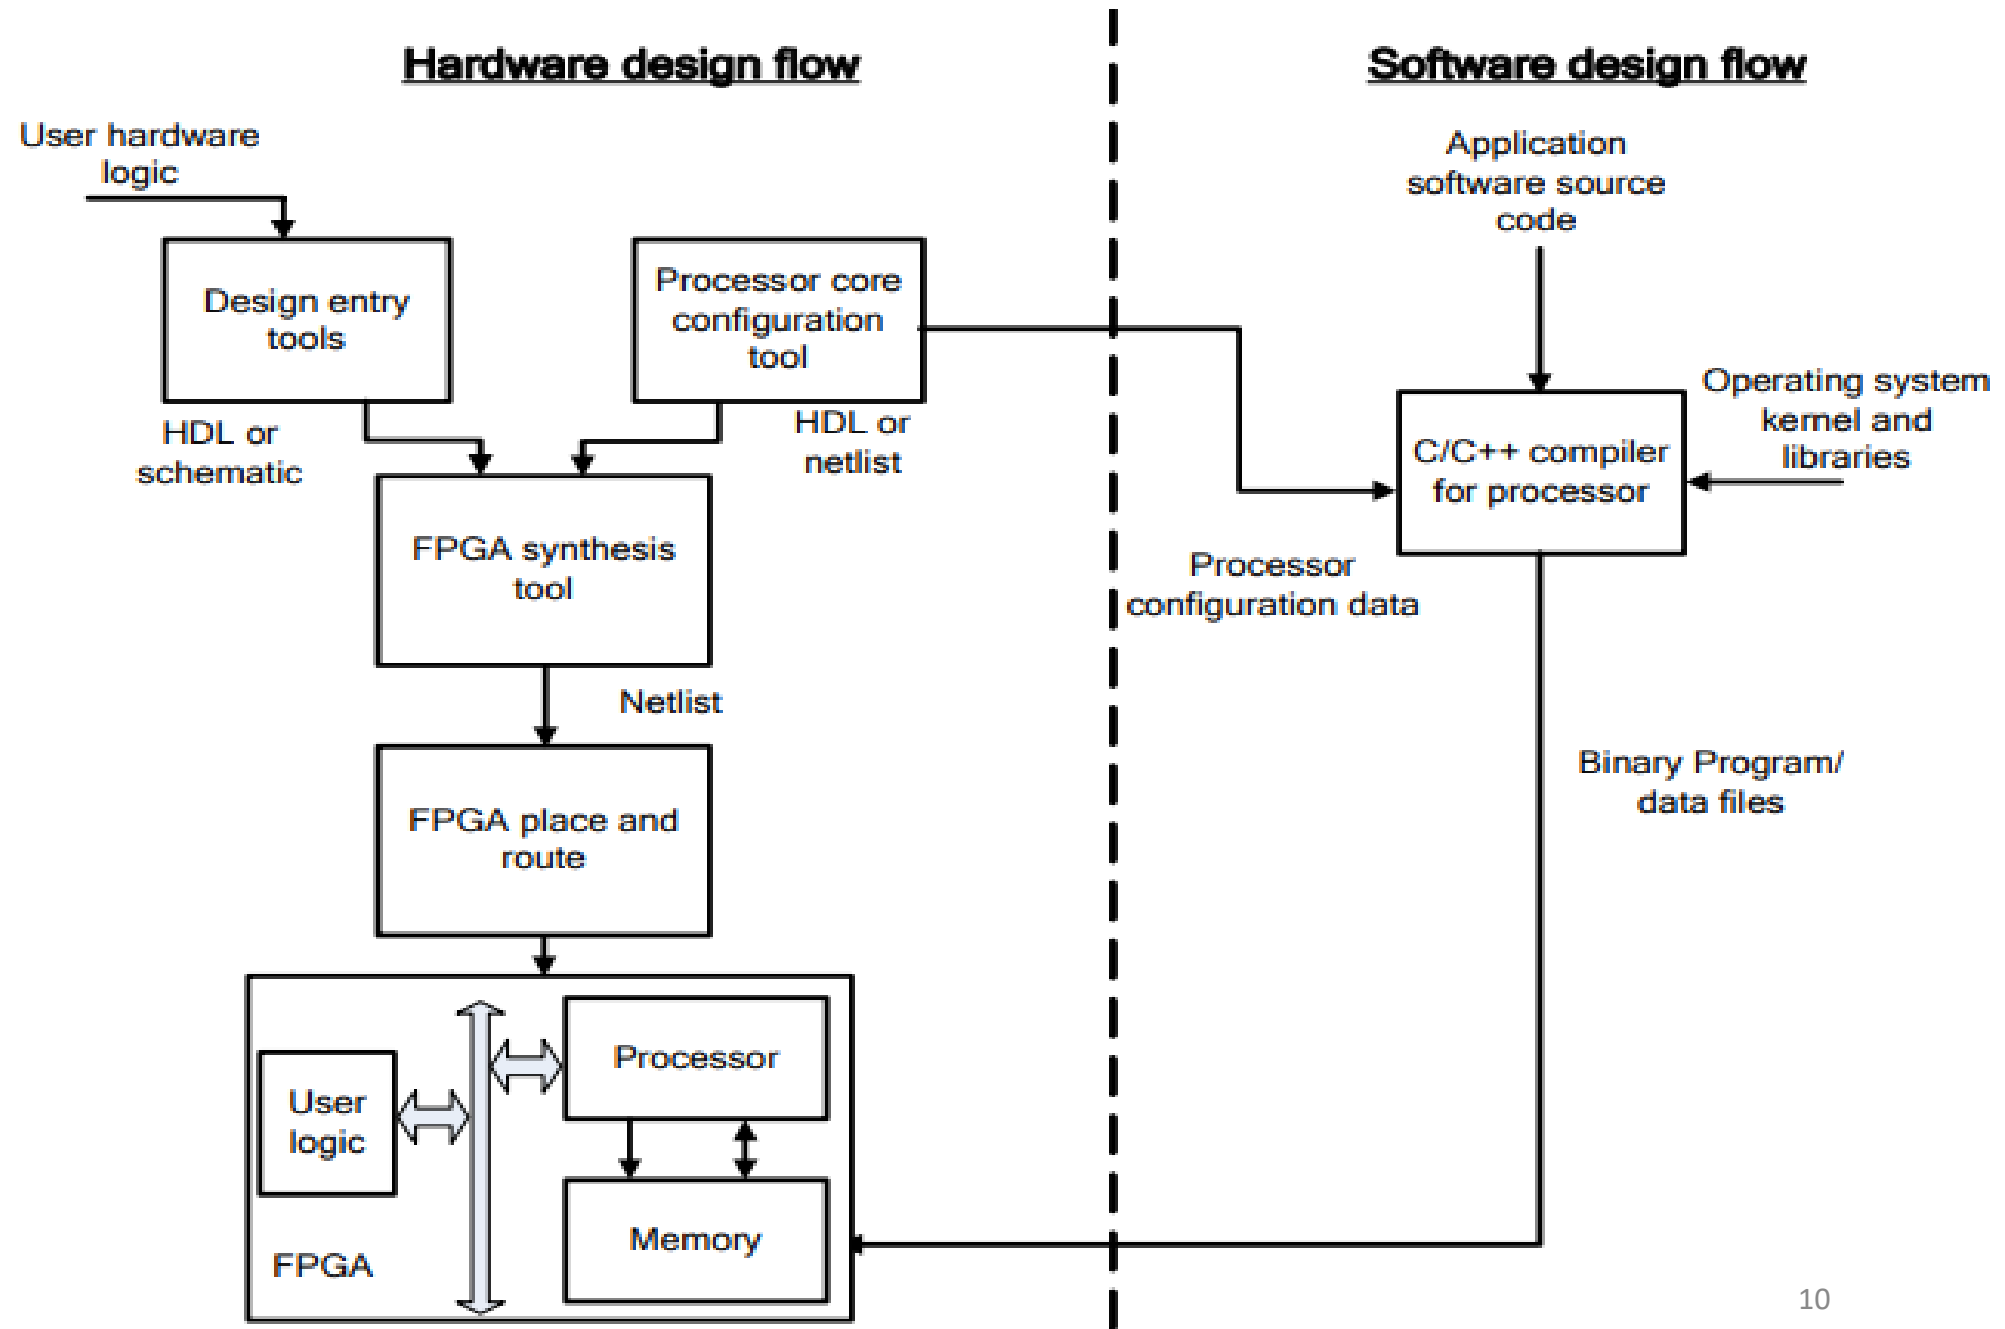 Hardware design flow
Software design flow
User hardware
logic
Application
software source
code
Design entry
tools
Processor core
configuration
tool
Operating system
kernel and
libraries
HDL or
schematic
HDL or
netlist
C/C++ compiler
for processor
FPGA synthesis
tool
Processor
configuration data
Netlist
Binary Program/
data files
FPGA place and
route
Processor
User
logic
Memory
FPGA
10